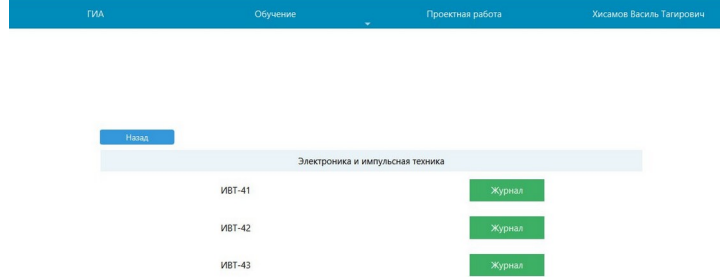 ГИА Обучение Проектная работа Хисамов Василь Тагирович
Назад
Электроника и импульсная техника
ИВТ-41 Журнал
ИВТ-42 Журнал
ИВТ-43 Журнал